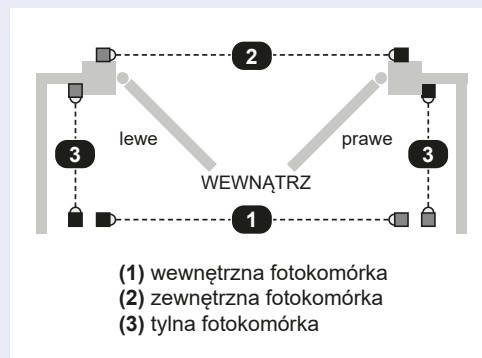 2
lewe
prawe
3
3
WEWNĄTRZ
1
(1) wewnętrzna fotokomórka
(2) zewnętrzna fotokomórka
(3) tylna fotokomórka